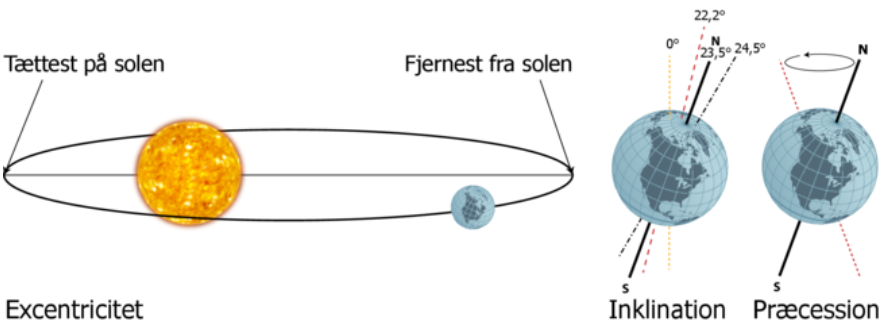 Tættest på solen
Fjernest fra solen
Excentricitet
22,2°
0°
N
23,5°
24,5°
S
Inklination
N
S
Præcession